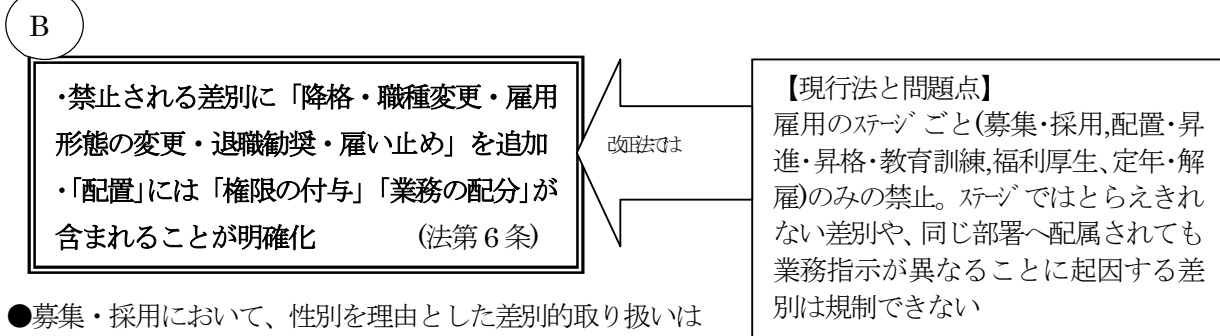 B
・禁止される差別に「降格・職種変更・雇用
形態の変更・退職勧奨・雇い止め」を追加
・「配置」には「権限の付与」「業務の配分」が
含まれることが明確化 (法第6条)
改正法では
【現行法と問題点】
雇用のステージごと(募集・採用,配置・昇
進・昇格・教育訓練,福利厚生、定年・解
雇)のみの禁止。ステージではとらえきれ
ない差別や、同じ部署へ配属されても
業務指示が異なることに起因する差
別は規制できない
●募集・採用において、性別を理由とした差別的取り扱いは